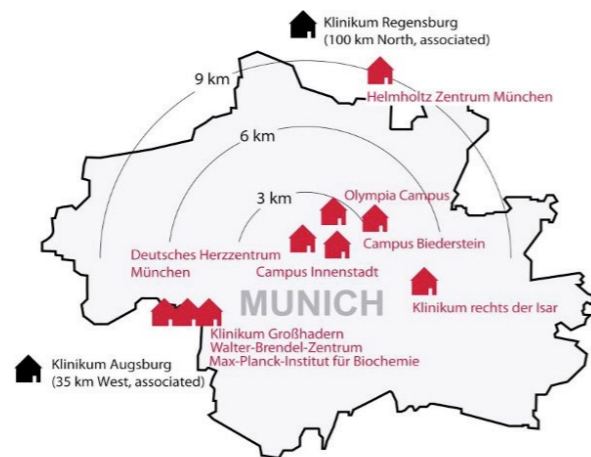 Klinikum Regensburg
(100 km North, associated)
9 km
Helmholtz Zentrum München
6 km
3 km
Olympia Campus
Deutsches Herzzentrum
München
Campus Innenstadt
Campus Biederstein
MUNICH
Klinikum rechts der Isar
Klinikum Großhadern
Walter-Brendel-Zentrum
Max-Planck-Institut für Biochemie
Klinikum Augsburg
(35 km West, associated)